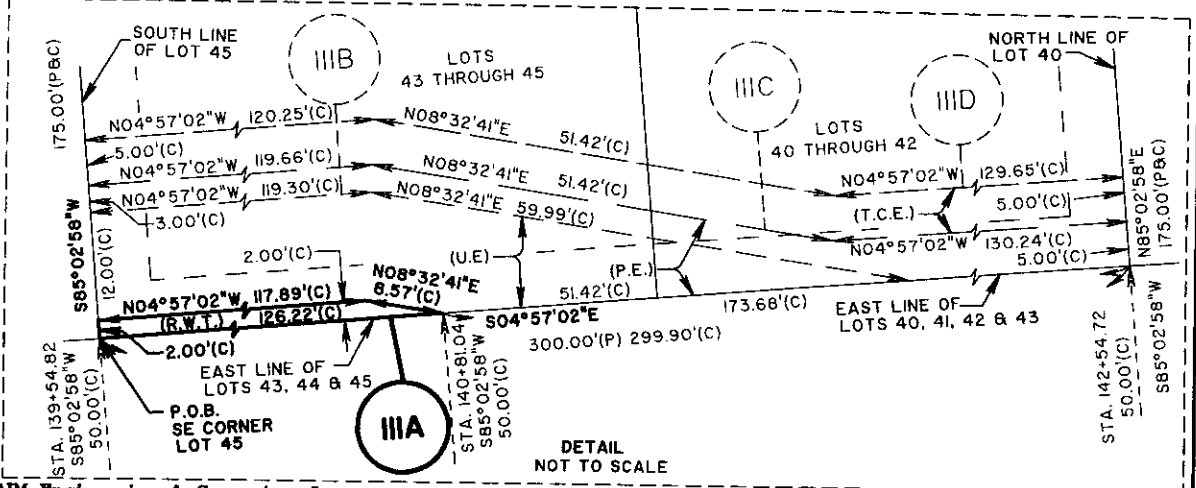 SOUTH LINE
OF LOT 45
175.00'(P&C)
IIIB
LOTS
43 THROUGH 45
IIIC
IIID
NORTH LINE OF
LOT 40
LOTS
40 THROUGH 42
N04°57'02"W 120.25'(C)
N08°32'41"E
51.42'(C)
5.00'(C)
N04°57'02"W 119.66'(C)
N08°32'41"E
51.42'(C)
N04°57'02"W 129.65'(C)
N04°57'02"W 119.30'(C)
N08°32'41"E 59.99'(C)
(T.C.E.)
5.00'(C)
3.00'(C)
N04°57'02"W 130.24'(C)
5.00'(C)
N85°02'58"E
175.00'(P&C)
S85°02'58"W
12.00'(C)
2.00'(C)
(U.E)
(P.E.)
N04°57'02"W 117.89'(C)
N08°32'41"E
8.57'(C)
51.42'(C)
173.68'(C)
EAST LINE OF
LOTS 40, 41, 42 & 43
(R.W.T.) 126.22'(C)
S04°57'02"E
300.00'(P) 299.90'(C)
2.00'(C)
EAST LINE OF
LOTS 43, 44 & 45
STA. 139+54.82
S85°02'58"W
50.00'(C)
P.O.B.
SE CORNER
LOT 45
IIIA
STA. 140+81.04
S85°02'58"W
50.00'(C)
STA. 142+54.72
50.00'(C)
S85°02'58"W
DETAIL
NOT TO SCALE